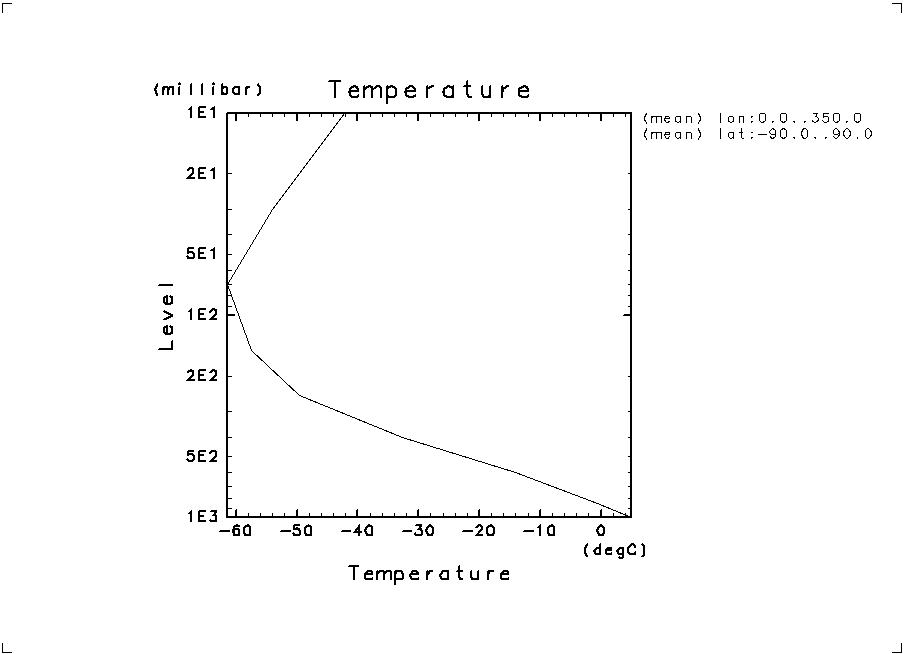 (millibar)
Temperature
(mean) lon:0.0..350.0
(mean) lat:-90.0..90.0
1E1
2E1
5E1
1E2
2E2
5E2
1E3
Level
-60 -50 -40 -30 -20 -10 0
(degC)
Temperature